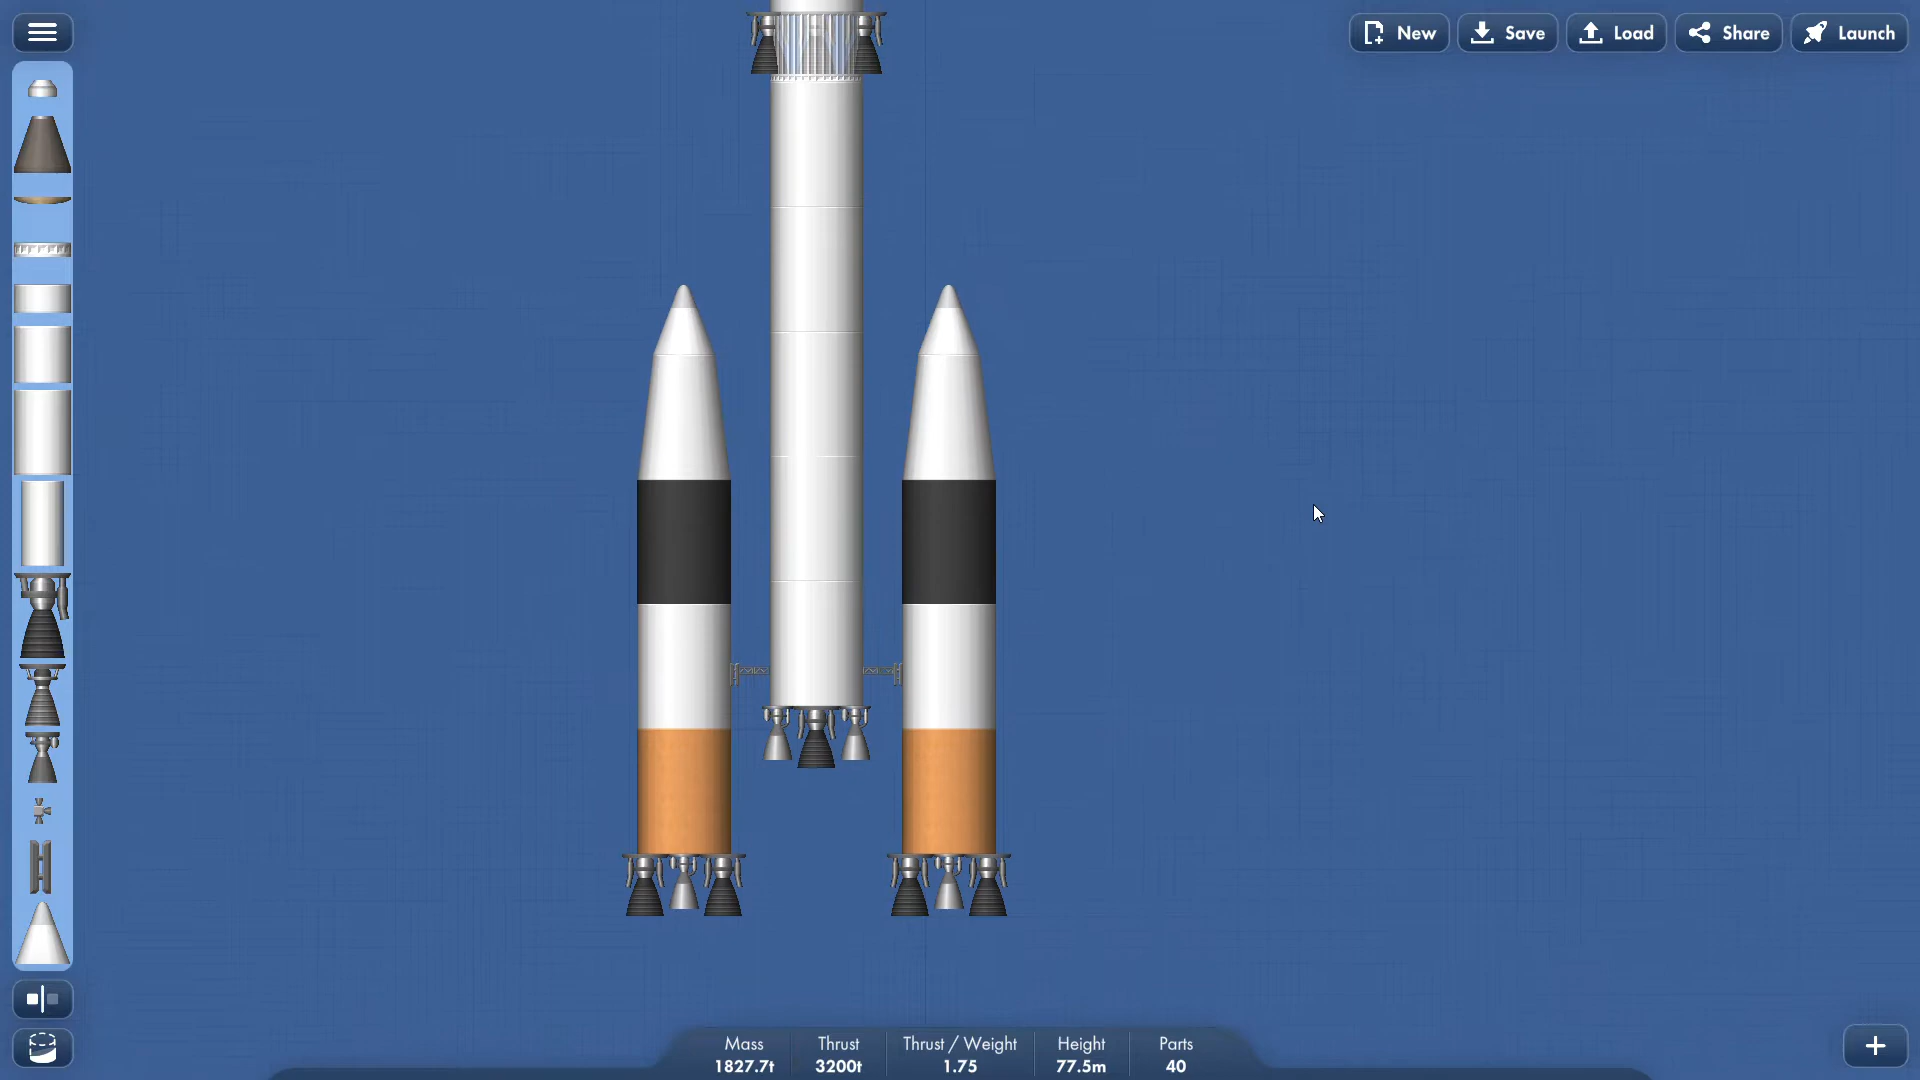 New
Save
Load
Share
Launch
Mass
1827.7t
Thrust
3200t
Thrust / Weight
1.75
Height
77.5m
Parts
40